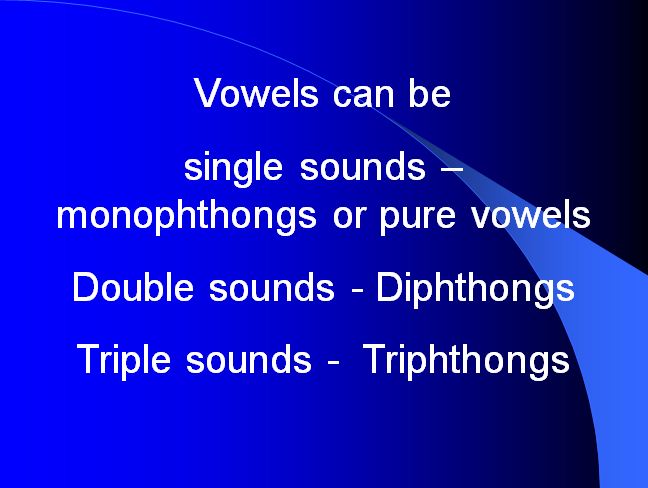 Vowels can be
single sounds –
monophthongs or pure vowels
Double sounds - Diphthongs
Triple sounds -  Triphthongs